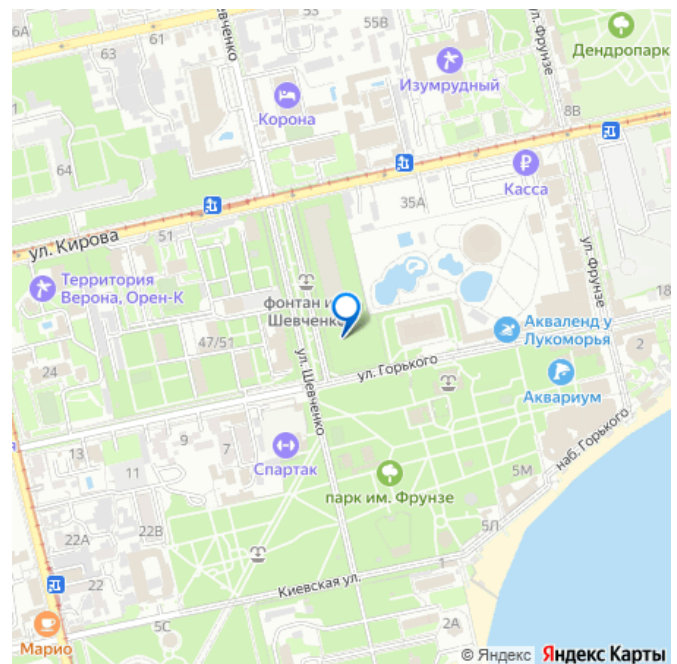 6А
63
61
евченко
53
55В
ул. Фрунзе
Дендропарк
Изумрудный
Корона
8В
64
Касса
35А
ул. Кирова
51
Территория
Верона, Орен-К
фонтан и
Шевченко
ул. Фрунзе
18
Акваленд у
Лукоморья
2
47/51
24
ул. Шевченко
ул. Горького
Аквариум
наб. Горького
9
7
13
11
Спартак
5М
парк им. Фрунзе
22В
5Л
22А
22
Киевская ул.
1
5С
2А
Марио
© Яндекс Яндекс Карты